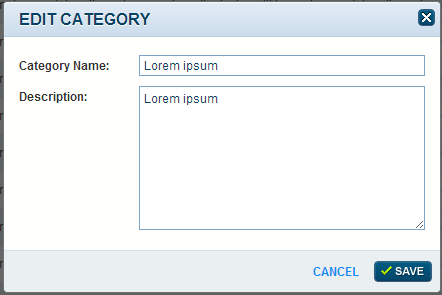 EDIT CATEGORY
Category Name: Lorem ipsum
Description: Lorem ipsum
CANCEL SAVE